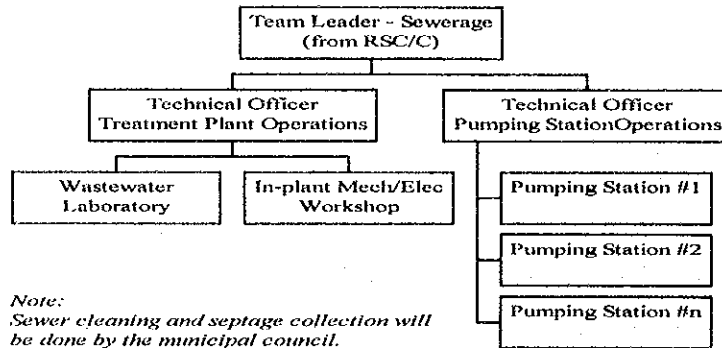 Team Leader - Sewerage
(from RSC/C)
Technical Officer
Treatment Plant Operations
Technical Officer
Pumping StationOperations
Wastewater
Laboratory
In-plant Mech/Elec
Workshop
Pumping Station #1
Pumping Station #2
Pumping Station #n
Note:
Sewer cleaning and septage collection will
be done by the municipal council.